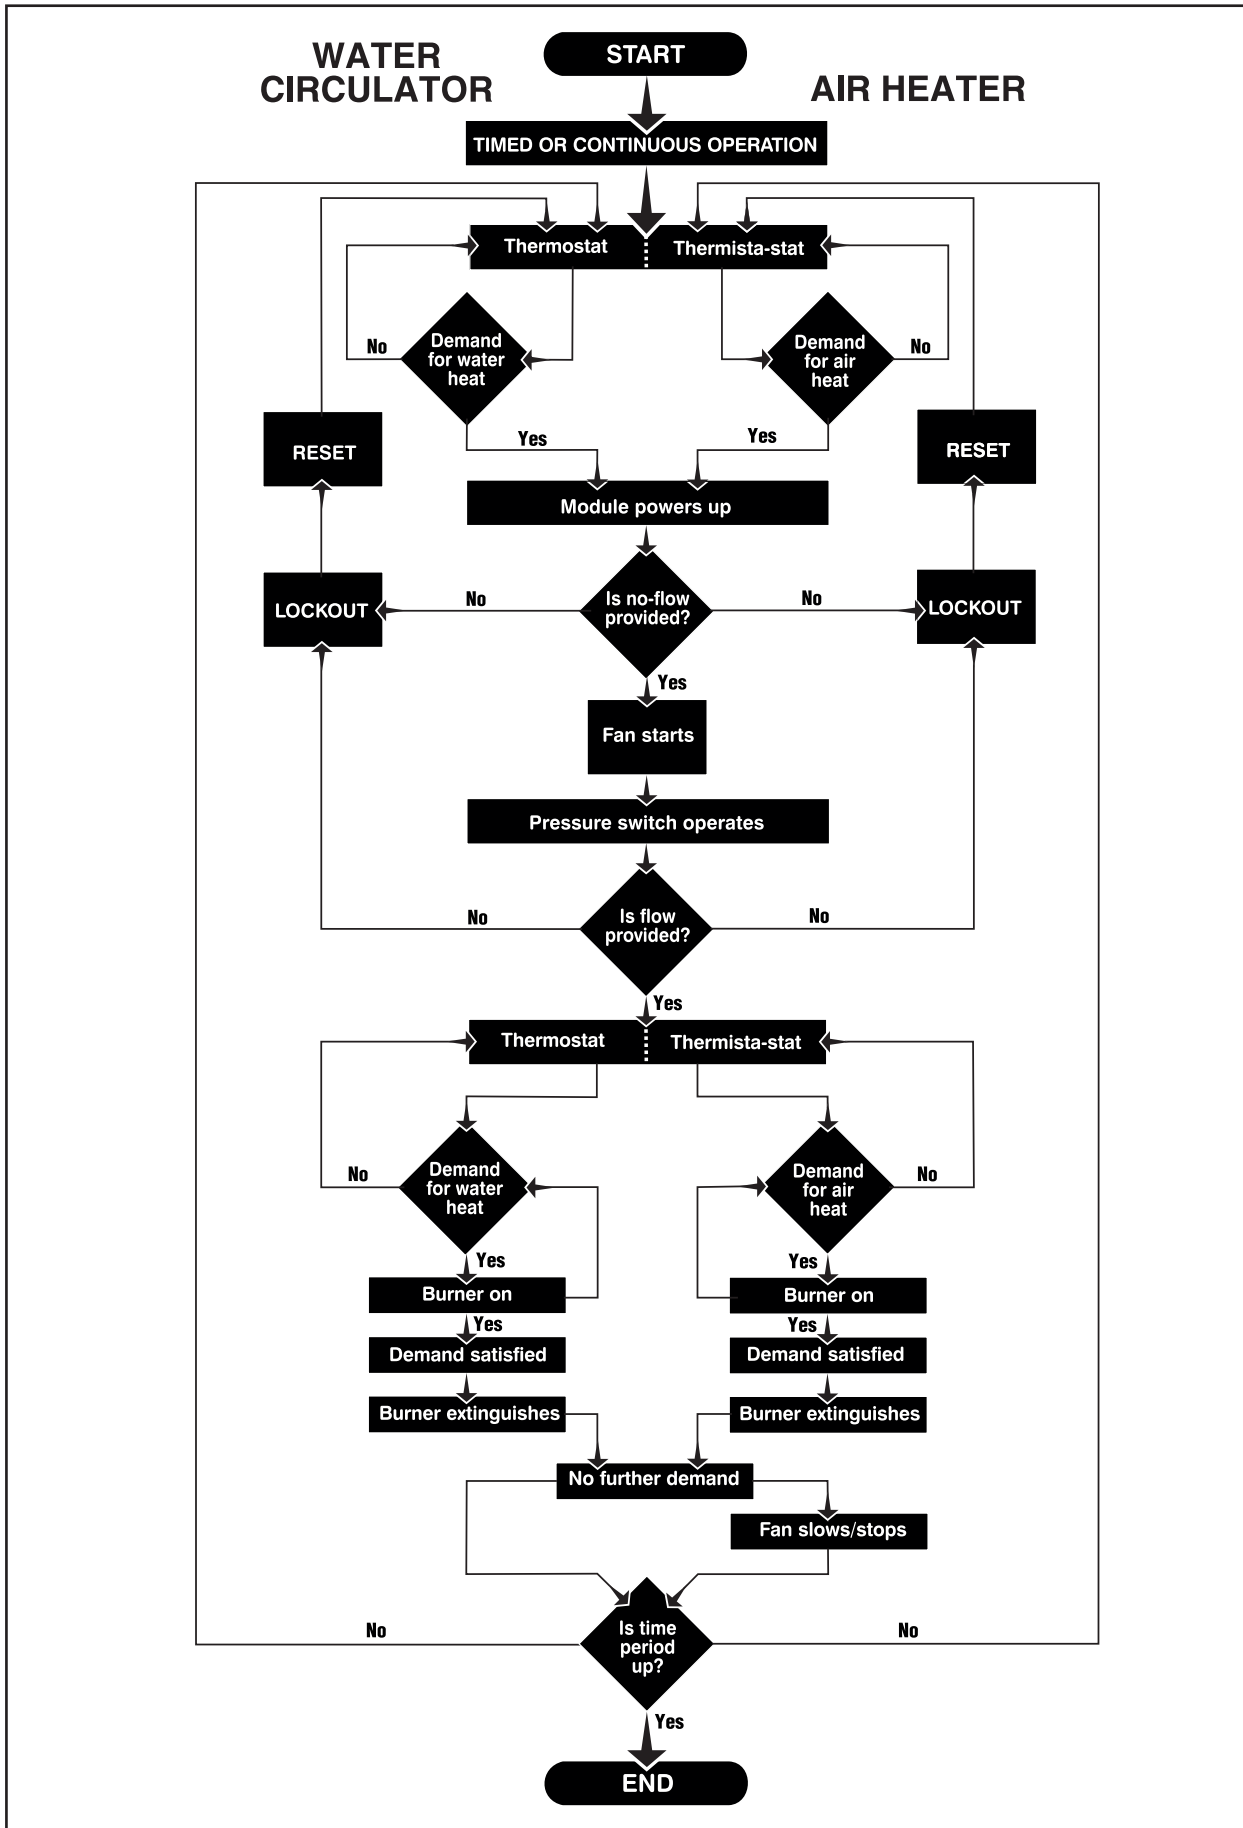 WATER
CIRCULATOR
START
AIR HEATER
TIMED OR CONTINUOUS OPERATION
Thermostat
Thermista-stat
Demand
for water
heat
No
Demand
for air
heat
No
Yes
Yes
RESET
RESET
Module powers up
Is no-flow
provided?
No
No
LOCKOUT
LOCKOUT
Yes
Fan starts
Pressure switch operates
Is flow
provided?
No
No
Yes
Thermostat
Thermista-stat
Demand
for water
heat
No
Demand
for air
heat
No
Yes
Yes
Burner on
Burner on
Yes
Yes
Demand satisfied
Demand satisfied
Burner extinguishes
Burner extinguishes
No further demand
Fan slows/stops
Is time
period
up?
No
No
Yes
END